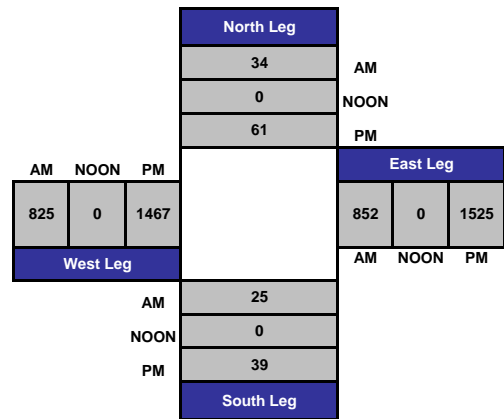 North Leg
34 AM
0 NOON
61 PM
AM NOON PM
East Leg
825 0 1467
852 0 1525
West Leg
AM NOON PM
AM 25
NOON 0
PM 39
South Leg